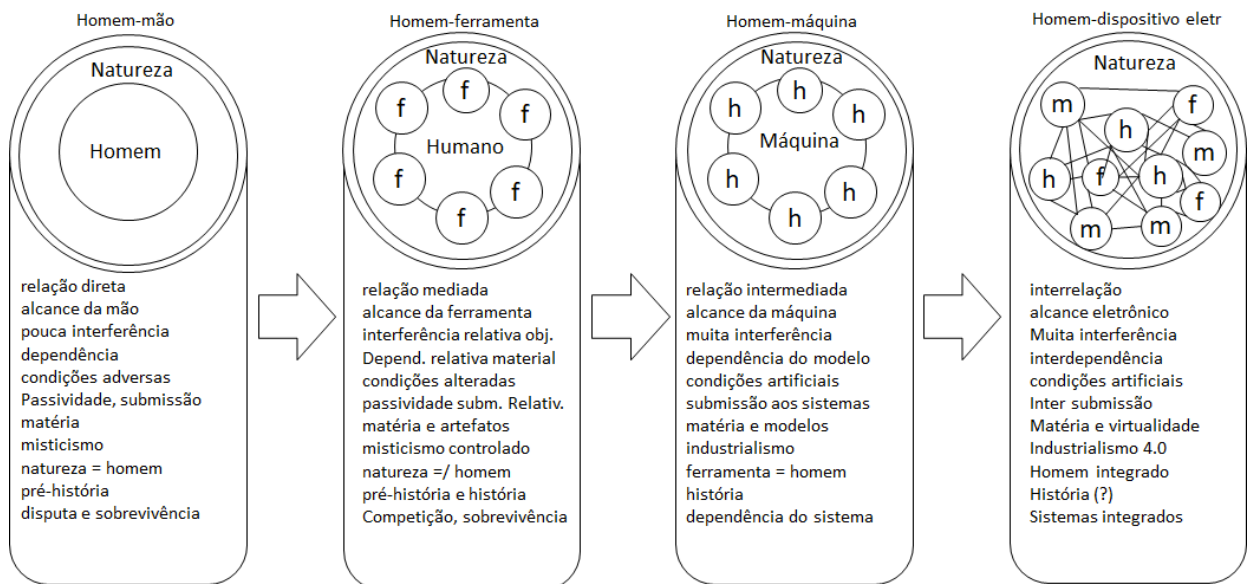 Homem-mão
Natureza
Homem
relação direta
alcance da mão
pouca interferência
dependência
condições adversas
Passividade, submissão
matéria
misticismo
natureza = homem
pré-história
disputa e sobrevivência
Homem-ferramenta
Natureza
f
f
f
Humano
f
f
f
relação mediada
alcance da ferramenta
interferência relativa obj.
Depend. relativa material
condições alteradas
passividade subm. Relativ.
matéria e artefatos
misticismo controlado
natureza =/ homem
pré-história e história
Competição, sobrevivência
Homem-máquina
Natureza
h
h
h
Máquina
h
h
h
relação intermediada
alcance da máquina
muita interferência
dependência do modelo
condições artificiais
submissão aos sistemas
matéria e modelos
industrialismo
ferramenta = homem
história
dependência do sistema
Homem-dispositivo eletr
Natureza
m
f
h
m
h
f
h
f
m
m
interrelação
alcance eletrônico
Muita interferência
interdependência
condições artificiais
Inter submissão
Matéria e virtualidade
Industrialismo 4.0
Homem integrado
História (?)
Sistemas integrados